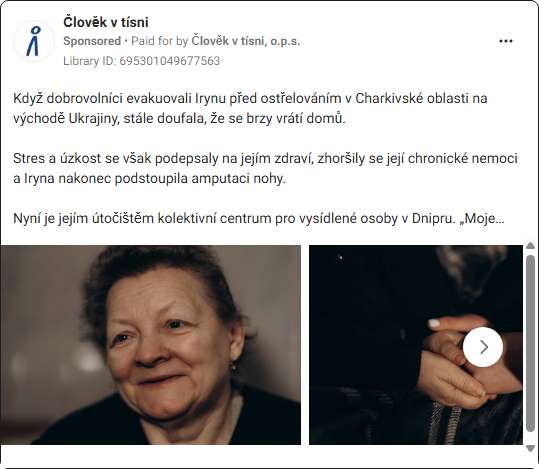 Člověk v tísni
Sponsored • Paid for by Člověk v tísni, o.p.s.
Library ID: 695301049677563
Když dobrovolníci evakuovali Irynu před ostřelováním v Charkivské oblasti na
východě Ukrajiny, stále doufala, že se brzy vrátí domů.
Stres a úzkost se však podepsaly na jejím zdraví, zhoršily se její chronické nemoci
a Iryna nakonec podstoupila amputaci nohy.
Nyní je jejím útočištěm kolektivní centrum pro vysídlené osoby v Dnipru. „Moje...